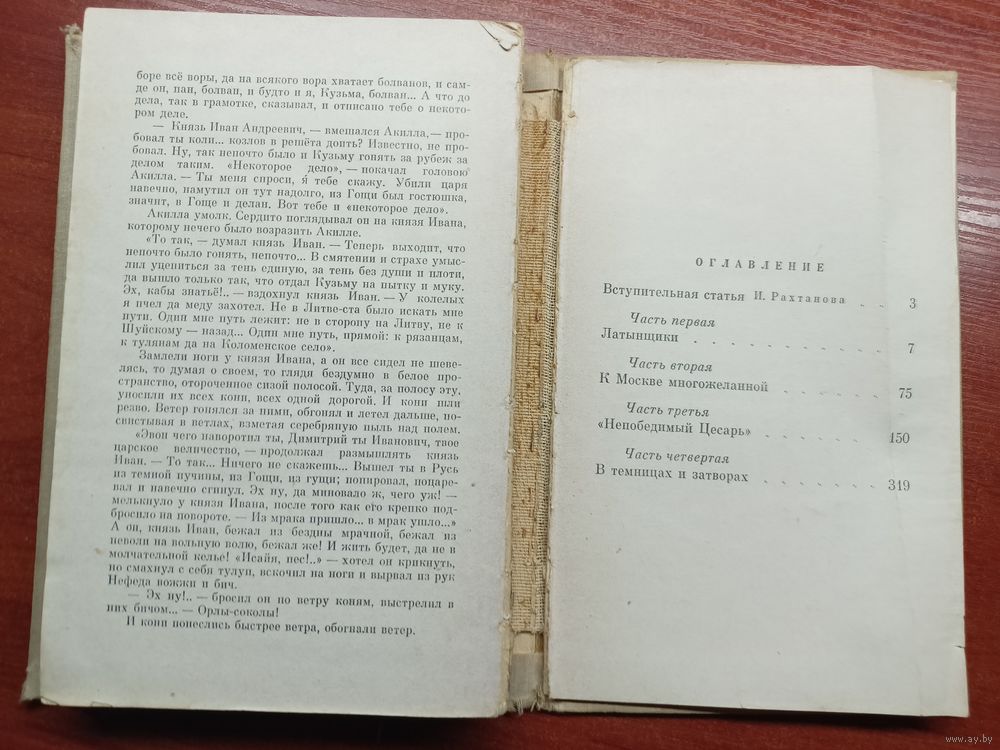 боре всё воры, да на всякого вора хватает болванов, и сам-
де он, пан, болван, и будто и я, Кузьма, болван... А что до
дела, так в грамотке, сказывал, и отписано тебе о некото-
ром деле.
— Князь Иван Андреевич, — вмешался Акилла,— про-
бовал ты коли... козлов в решёта доить? Известно, не про-
бовал. Ну, так непочто было и Кузьму гонять за рубеж за
делом таким. «Некоторое дело», — покачал головою
Акилла. — Ты меня спроси, я тебе скажу. Убили царя
навечно, намутил он тут надолго, из Гощи был гостюшка,
значит, в Гоще и делан. Вот тебе и «некоторое дело».
Акилла умолк. Сердито поглядывал он на князя Ивана,
которому нечего было возразить Акилле.
«То так, — думал князь Иван. — Теперь выходит, что
непочто было гонять, непочто... В смятении и страхе умыс-
лил уцепиться за тень единую, за тень без души и плоти,
да вышло только так, что отдал Кузьму на пытку и муку.
Эх, кабы знатьё!.. — вздохнул князь Иван. — У колелых
я пчел да меду захотел. Не в Литве-ста было искать мне
пути. Один мне путь лежит: не в сторону на Литву, не к
Шуйскому — назад... Один мне путь, прямой: к рязанцам,
к тулянам да на Коломенское село».
Замлели ноги у князя Ивана, а он все сидел не шеве-
лясь, то думая о своем, то глядя бездумно в белое про-
странство, отороченное сизой полосой. Туда, за полосу эту,
уносили их всех кони, всех одной дорогой. И кони шли
резво. Ветер гонялся за ними, обгонял и летел дальше, по-
свистывая в ветлах, взметая серебряную пыль над полем.
«Эвон чего наворотил ты, Димитрий ты Иванович, твое
царское величество, — продолжал размышлять князь
Иван. — То так... Ничего не скажешь... Вышел ты в Русь
из темной пучины, из Гощи, из гущи; попировал, поцаре-
вал и навечно сгинул. Эх ну, да миновало ж, чего уж! —
мелькнуло у князя Ивана, после того как его крепко под-
бросило на повороте. — Из мрака пришло... в мрак ушло...»
А он, князь Иван, бежал из бездны мрачной, бежал из
неволи на вольную волю, бежал же! И жить будет, да не в
молчательной келье! «Исайя, пес!..» — хотел он крикнуть,
но смахнул с себя тулуп, вскочил на ноги и вырвал из рук
Нефеда вожжи и бич.
— Эх ну!.. — бросил он по ветру коням, выстрелил в
них бичом... — Орлы-соколы!
И кони понеслись быстрее ветра, обогнали ветер.
ОГЛАВЛЕНИЕ
Вступительная статья И. Рахтанова . . 3
Часть первая
Латынщики . . . . . . . . . . 7
Часть вторая
К Москве многожеланной . . . . . . 75
Часть третья
«Непобедимый Цесарь» . . . . . . . 150
Часть четвертая
В темницах и затворах . . . . . . . 319
www.ay.by